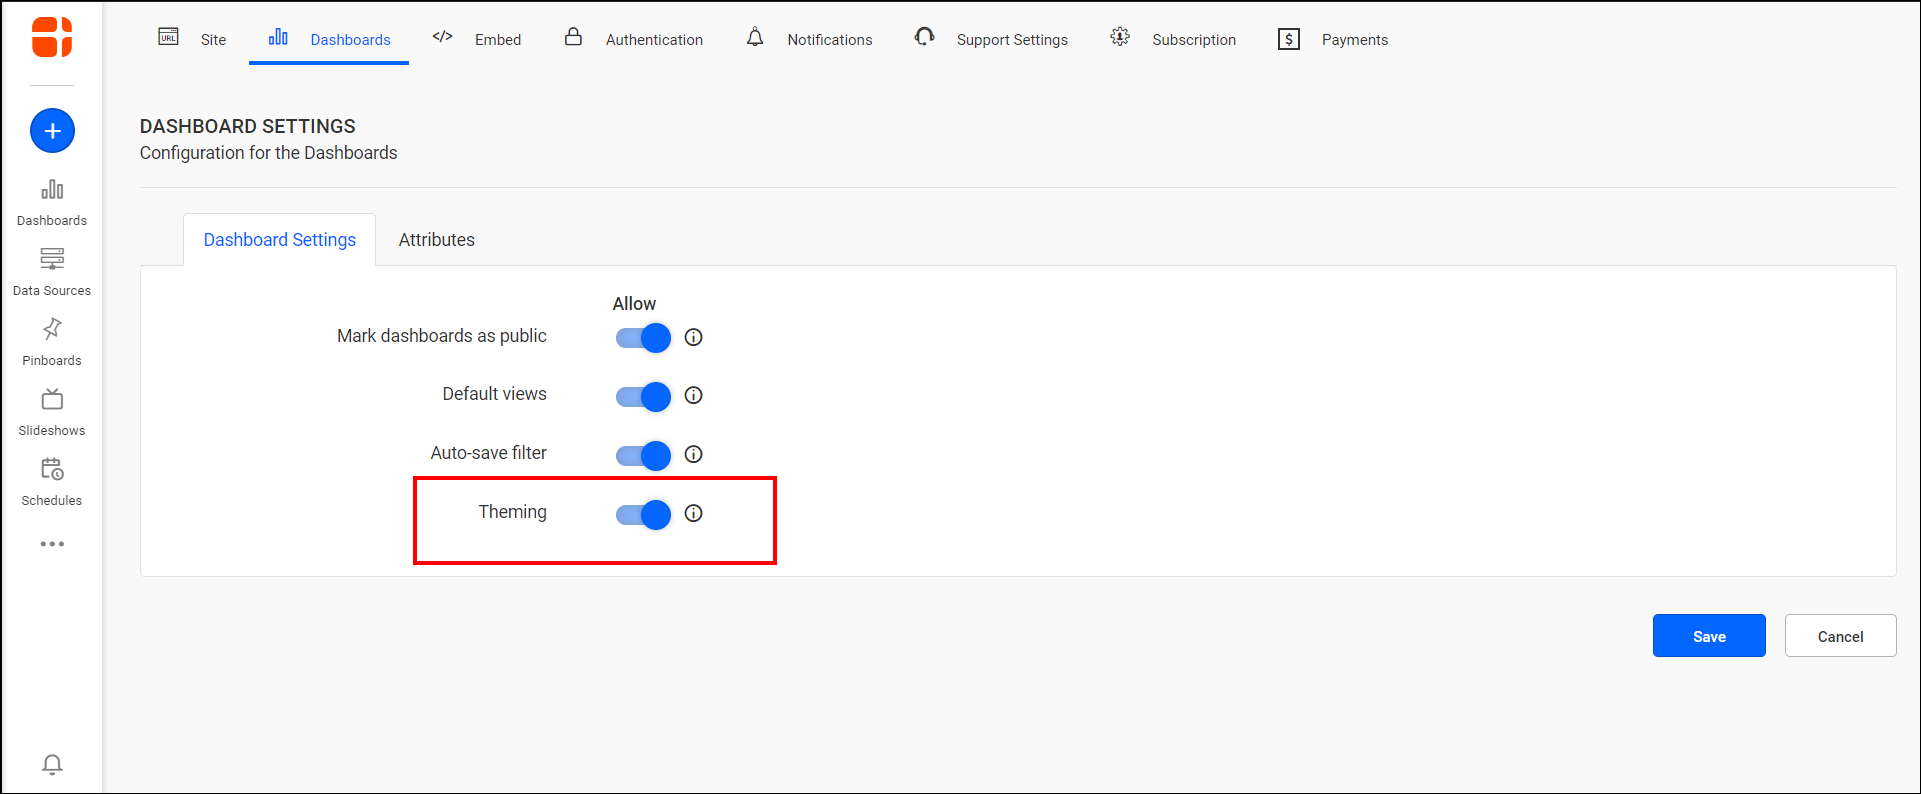 URL Site Dashboards </> Embed Authentication Notifications Support Settings Subscription $ Payments
DASHBOARD SETTINGS
Configuration for the Dashboards
Dashboards
Data Sources
Pinboards
Slideshows
Schedules
Dashboard Settings Attributes
Allow
Mark dashboards as public
Default views
Auto-save filter
Theming
Save Cancel